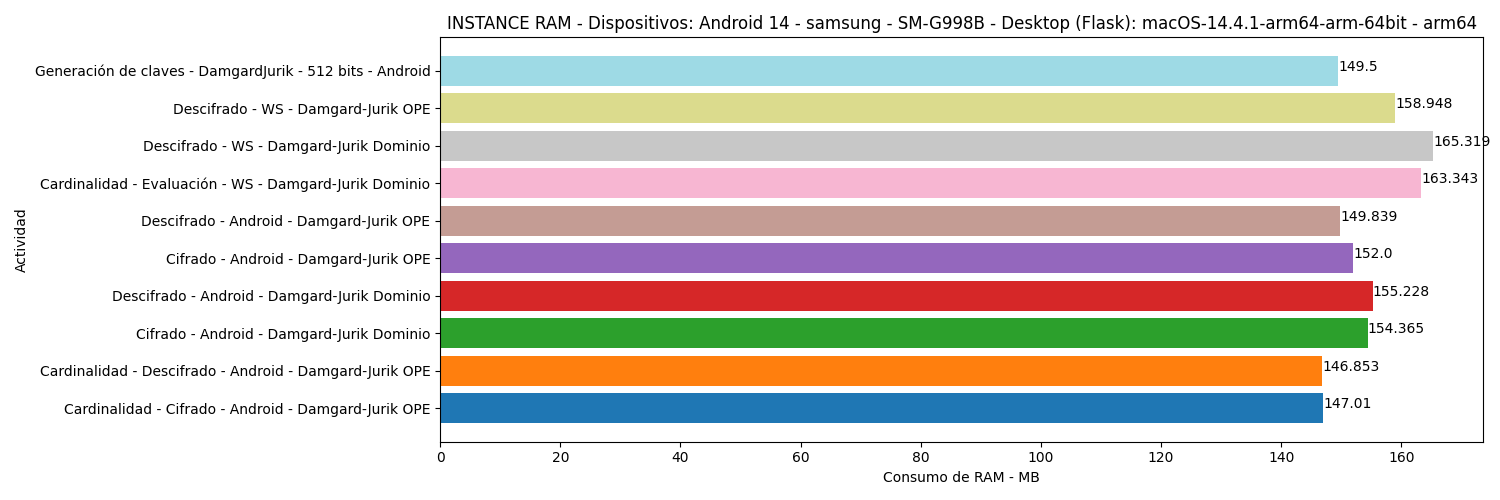 INSTANCE RAM - Dispositivos: Android 14 - samsung - SM-G998B - Desktop (Flask): macOS-14.4.1-arm64-arm-64bit - arm64
Generación de claves - DamgardJurik - 512 bits - Android 149.5
Descifrado - WS - Damgard-Jurik OPE 158.948
Descifrado - WS - Damgard-Jurik Dominio 165.319
Cardinalidad - Evaluación - WS - Damgard-Jurik Dominio 163.343
Descifrado - Android - Damgard-Jurik OPE 149.839
Cifrado - Android - Damgard-Jurik OPE 152.0
Descifrado - Android - Damgard-Jurik Dominio 155.228
Cifrado - Android - Damgard-Jurik Dominio 154.365
Cardinalidad - Descifrado - Android - Damgard-Jurik OPE 146.853
Cardinalidad - Cifrado - Android - Damgard-Jurik OPE 147.01
Actividad
0 20 40 60 80 100 120 140 160
Consumo de RAM - MB